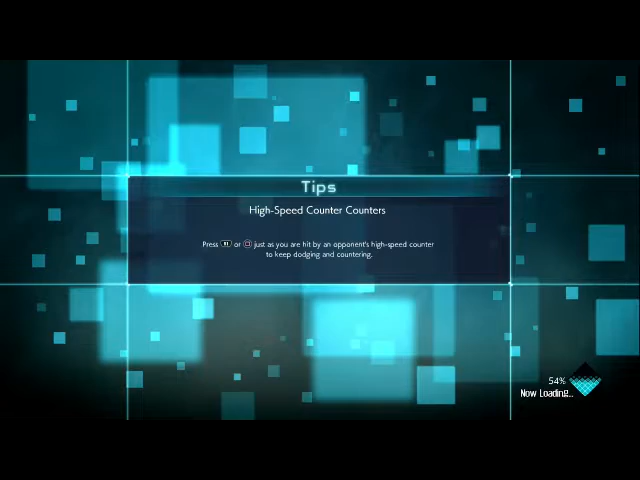 Tips
High-Speed Counter Counters
Press R1 or □ just as you are hit by an opponent's high-speed counter
to keep dodging and countering.
54%
Now Loading...